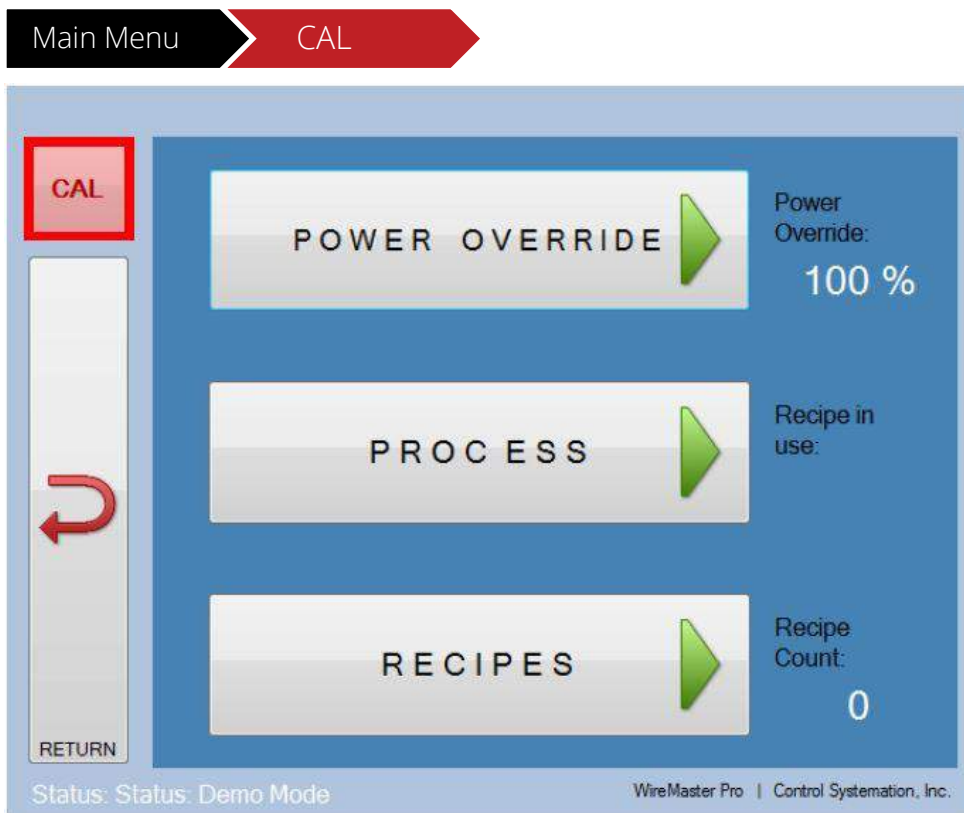 Main Menu CAL
CAL
POWER OVERRIDE
Power
Override:
100 %
PROCESS
Recipe in
use:
RECIPES
Recipe
Count:
0
RETURN
Status: Status: Demo Mode
WireMaster Pro | Control Systemation, Inc.